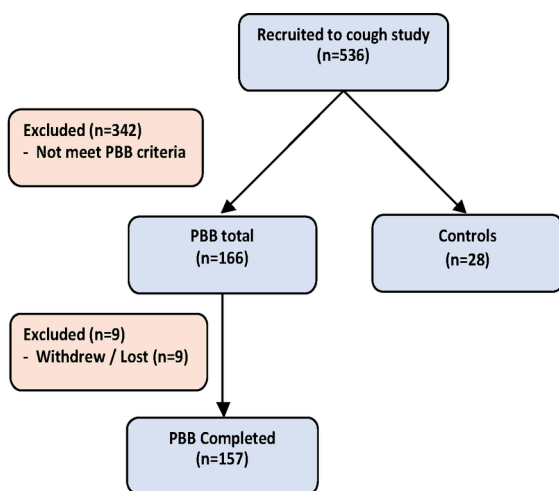 Recruited to cough study
(n=536)
Excluded (n=342)
- Not meet PBB criteria
PBB total
(n=166)
Controls
(n=28)
Excluded (n=9)
- Withdrew / Lost (n=9)
PBB Completed
(n=157)